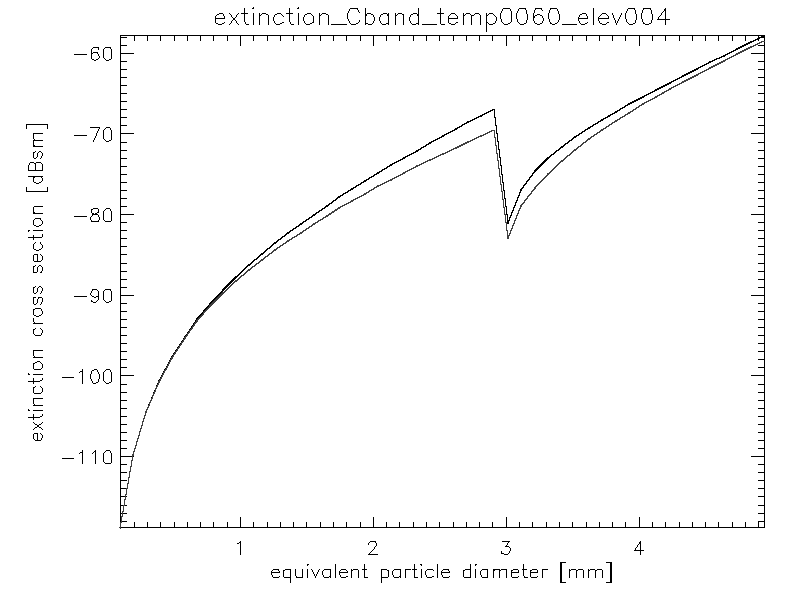 extinction_Cband_temp0060_elev004
extinction cross section [dBsm]
-60
-70
-80
-90
-100
-110
1 2 3 4
equivalent particle diameter [mm]